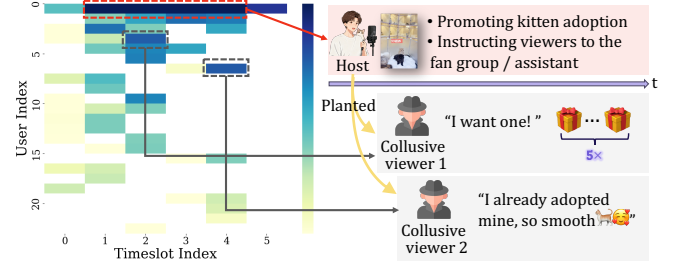 0
5
10
15
20
User Index
0 1 2 3 4 5
Timeslot Index
Host
• Promoting kitten adoption
• Instructing viewers to the
fan group / assistant
t
Planted
Collusive
viewer 1
“I want one! ”
...
5×
Collusive
viewer 2
“I already adopted
mine, so smooth🐈🥰”